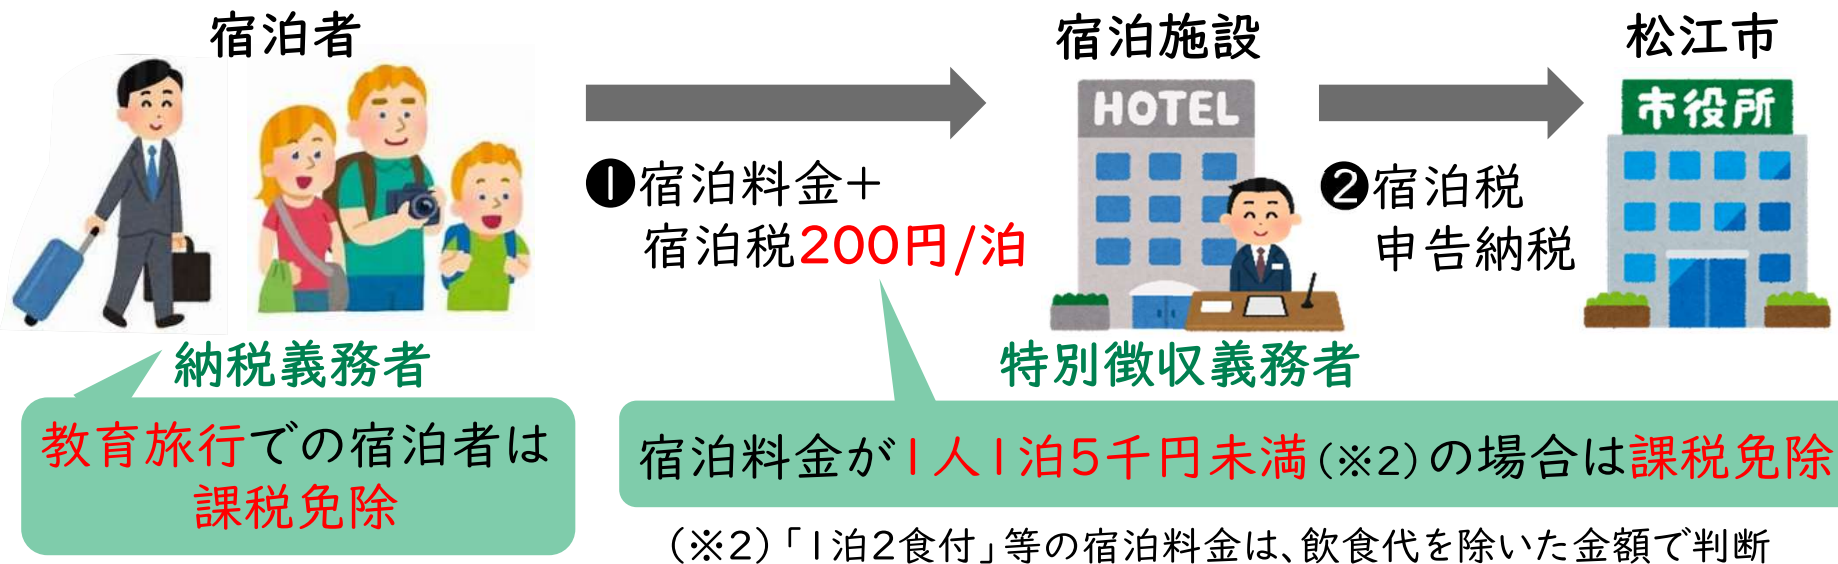 宿泊者
宿泊施設
松江市
HOTEL
市役所
❶宿泊料金+
宿泊税200円/泊
❷宿泊税
申告納税
納税義務者
特別徴収義務者
教育旅行での宿泊者は
課税免除
宿泊料金が1人1泊5千円未満(※2)の場合は課税免除
(※2)「1泊2食付」等の宿泊料金は、飲食代を除いた金額で判断